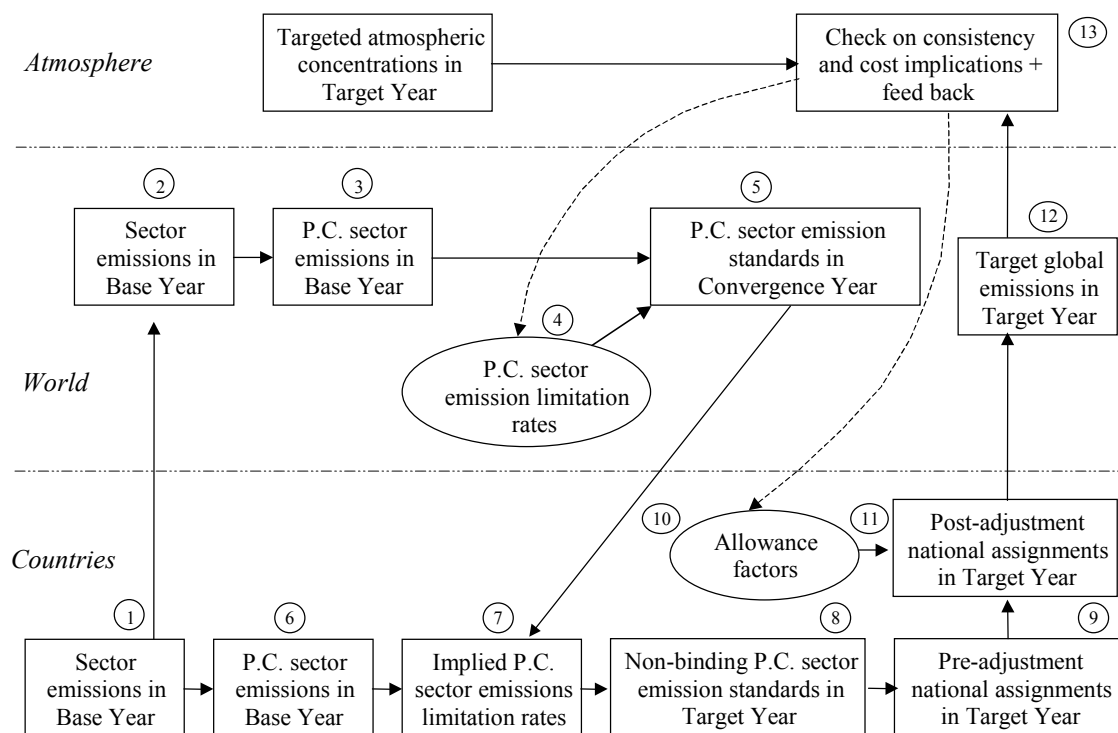 Atmosphere
Targeted atmospheric
concentrations in
Target Year
Check on consistency
and cost implications +
feed back
13
World
2
Sector
emissions in
Base Year
3
P.C. sector
emissions in
Base Year
5
P.C. sector emission
standards in
Convergence Year
4
P.C. sector
emission limitation
rates
12
Target global
emissions in
Target Year
Countries
10
Allowance
factors
11
Post-adjustment
national assignments
in Target Year
1
Sector
emissions in
Base Year
6
P.C. sector
emissions in
Base Year
7
Implied P.C.
sector emissions
limitation rates
8
Non-binding P.C. sector
emission standards in
Target Year
9
Pre-adjustment
national assignments
in Target Year